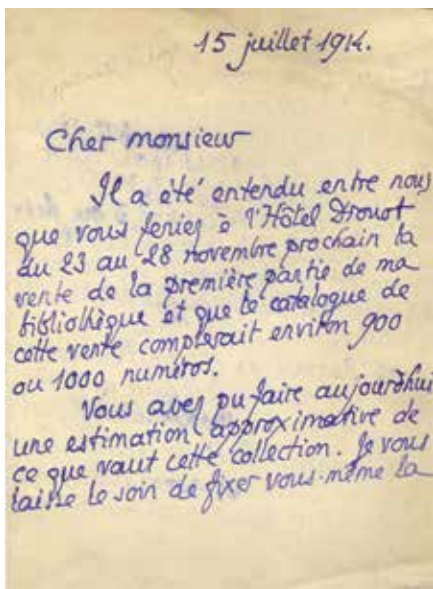 15 juillet 1914.
Cher monsieur
Il a été entendu entre nous
que vous feriez à l'Hôtel Drouot
du 23 au 28 novembre prochain la
vente de la première partie de ma
bibliothèque et que le catalogue de
cette vente compterait environ 900
ou 1000 numéros.
Vous avez pu faire aujourd'hui
une estimation approximative de
ce que vaut cette collection. Je vous
laisse le soin de fixer vous-même la